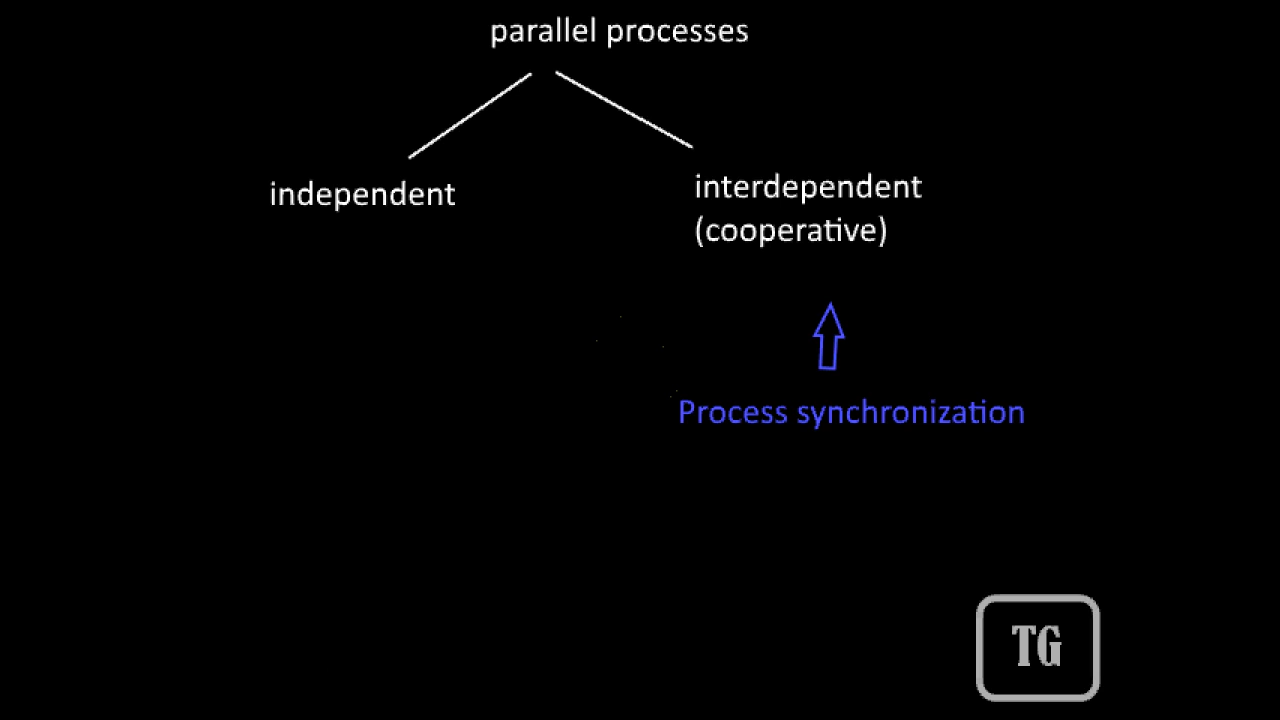 parallel processes
independent
interdependent
(cooperative)
Process synchronization
TG